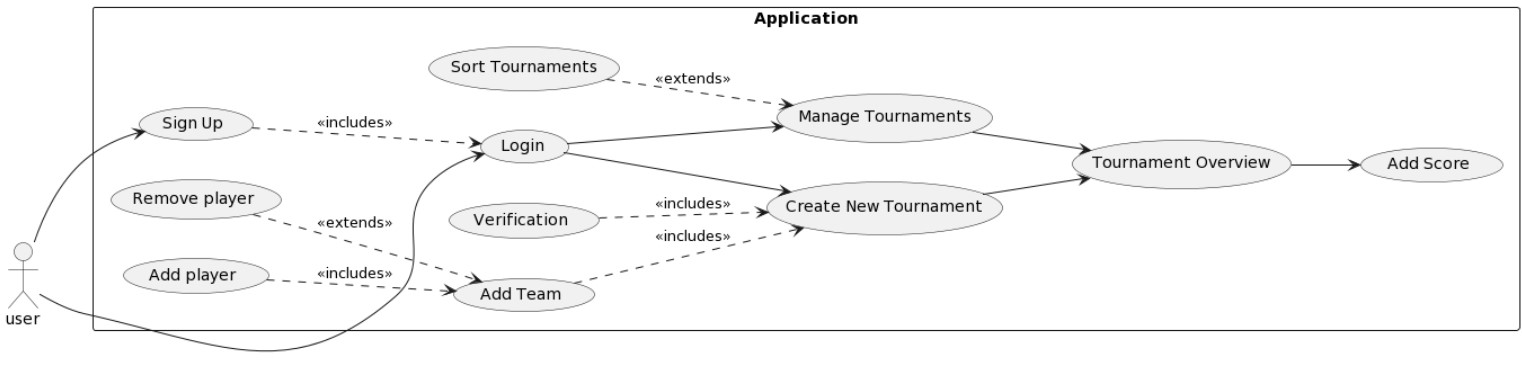 Application
Sort Tournaments
«extends»
Manage Tournaments
Sign Up
«includes»
Login
Tournament Overview
Add Score
Remove player
«extends»
Verification
«includes»
Create New Tournament
«includes»
Add player
«includes»
Add Team
user